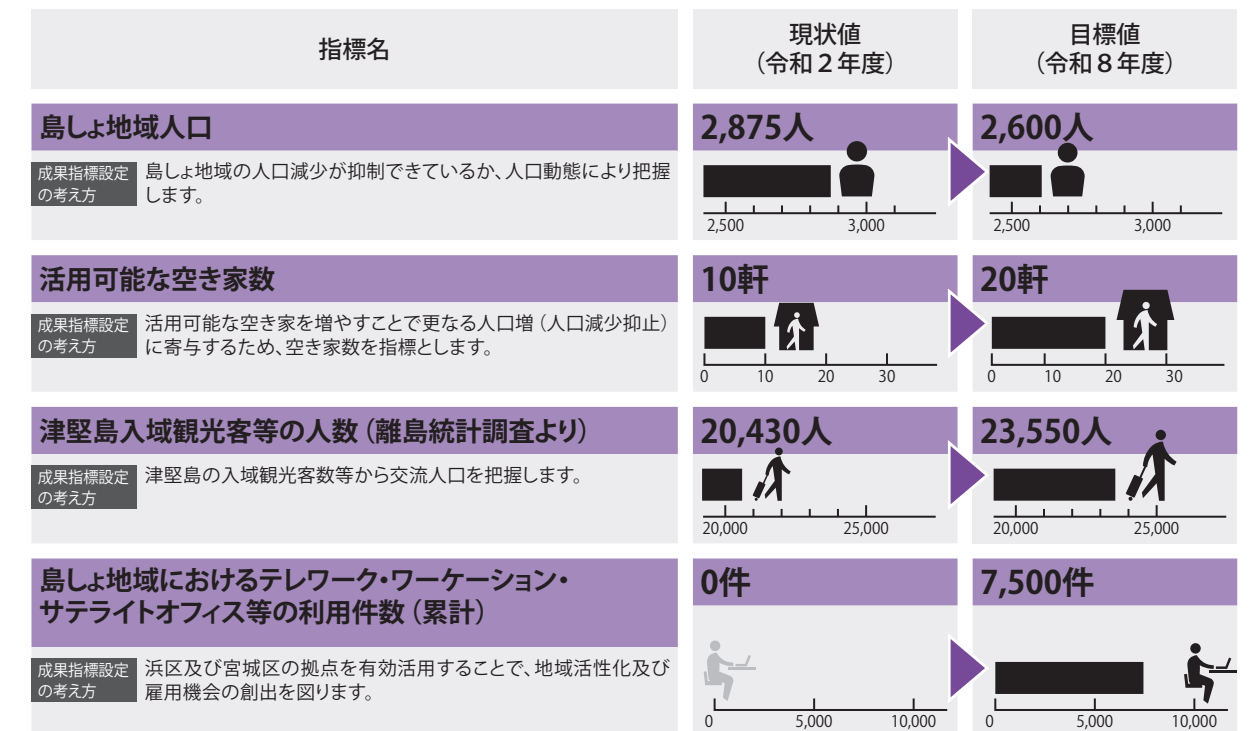 指標名
現状値
（令和２年度）
目標値
（令和８年度）
島しょ地域人口
2,875人
2,600人
成果指標設定
の考え方
島しょ地域の人口減少が抑制できているか、人口動態により把握
します。
2,500 3,000
2,500 3,000
活用可能な空き家数
10軒
20軒
成果指標設定
の考え方
活用可能な空き家を増やすことで更なる人口増（人口減少抑止）
に寄与するため、空き家数を指標とします。
0 10 20 30
0 10 20 30
津堅島入域観光客等の人数（離島統計調査より）
20,430人
23,550人
成果指標設定
の考え方
津堅島の入域観光客数等から交流人口を把握します。
20,000 25,000
20,000 25,000
島しょ地域におけるテレワーク・ワーケーション・
サテライトオフィス等の利用件数（累計）
0件
7,500件
成果指標設定
の考え方
浜区及び宮城区の拠点を有効活用することで、地域活性化及び
雇用機会の創出を図ります。
0 5,000 10,000
0 5,000 10,000